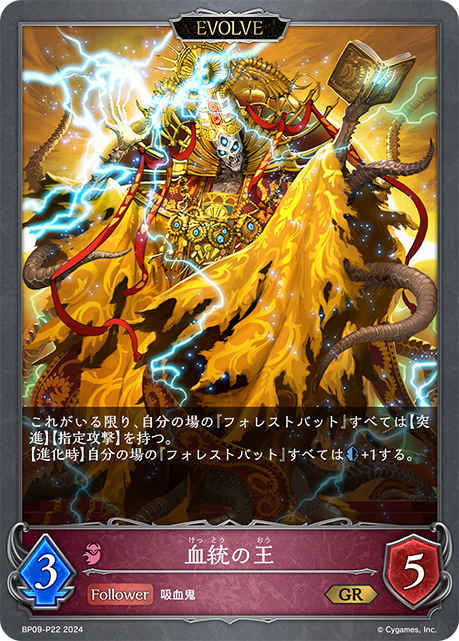 EVOLVE
これがいる限り、自分の場の『フォレストバット』すべては【突
進】【指定攻撃】を持つ。
【進化時】自分の場の『フォレストバット』すべては+1する。
けっ とう おう
血統の王
3
Follower 吸血鬼
GR
5
BP09-P22 2024
© Cygames, Inc.